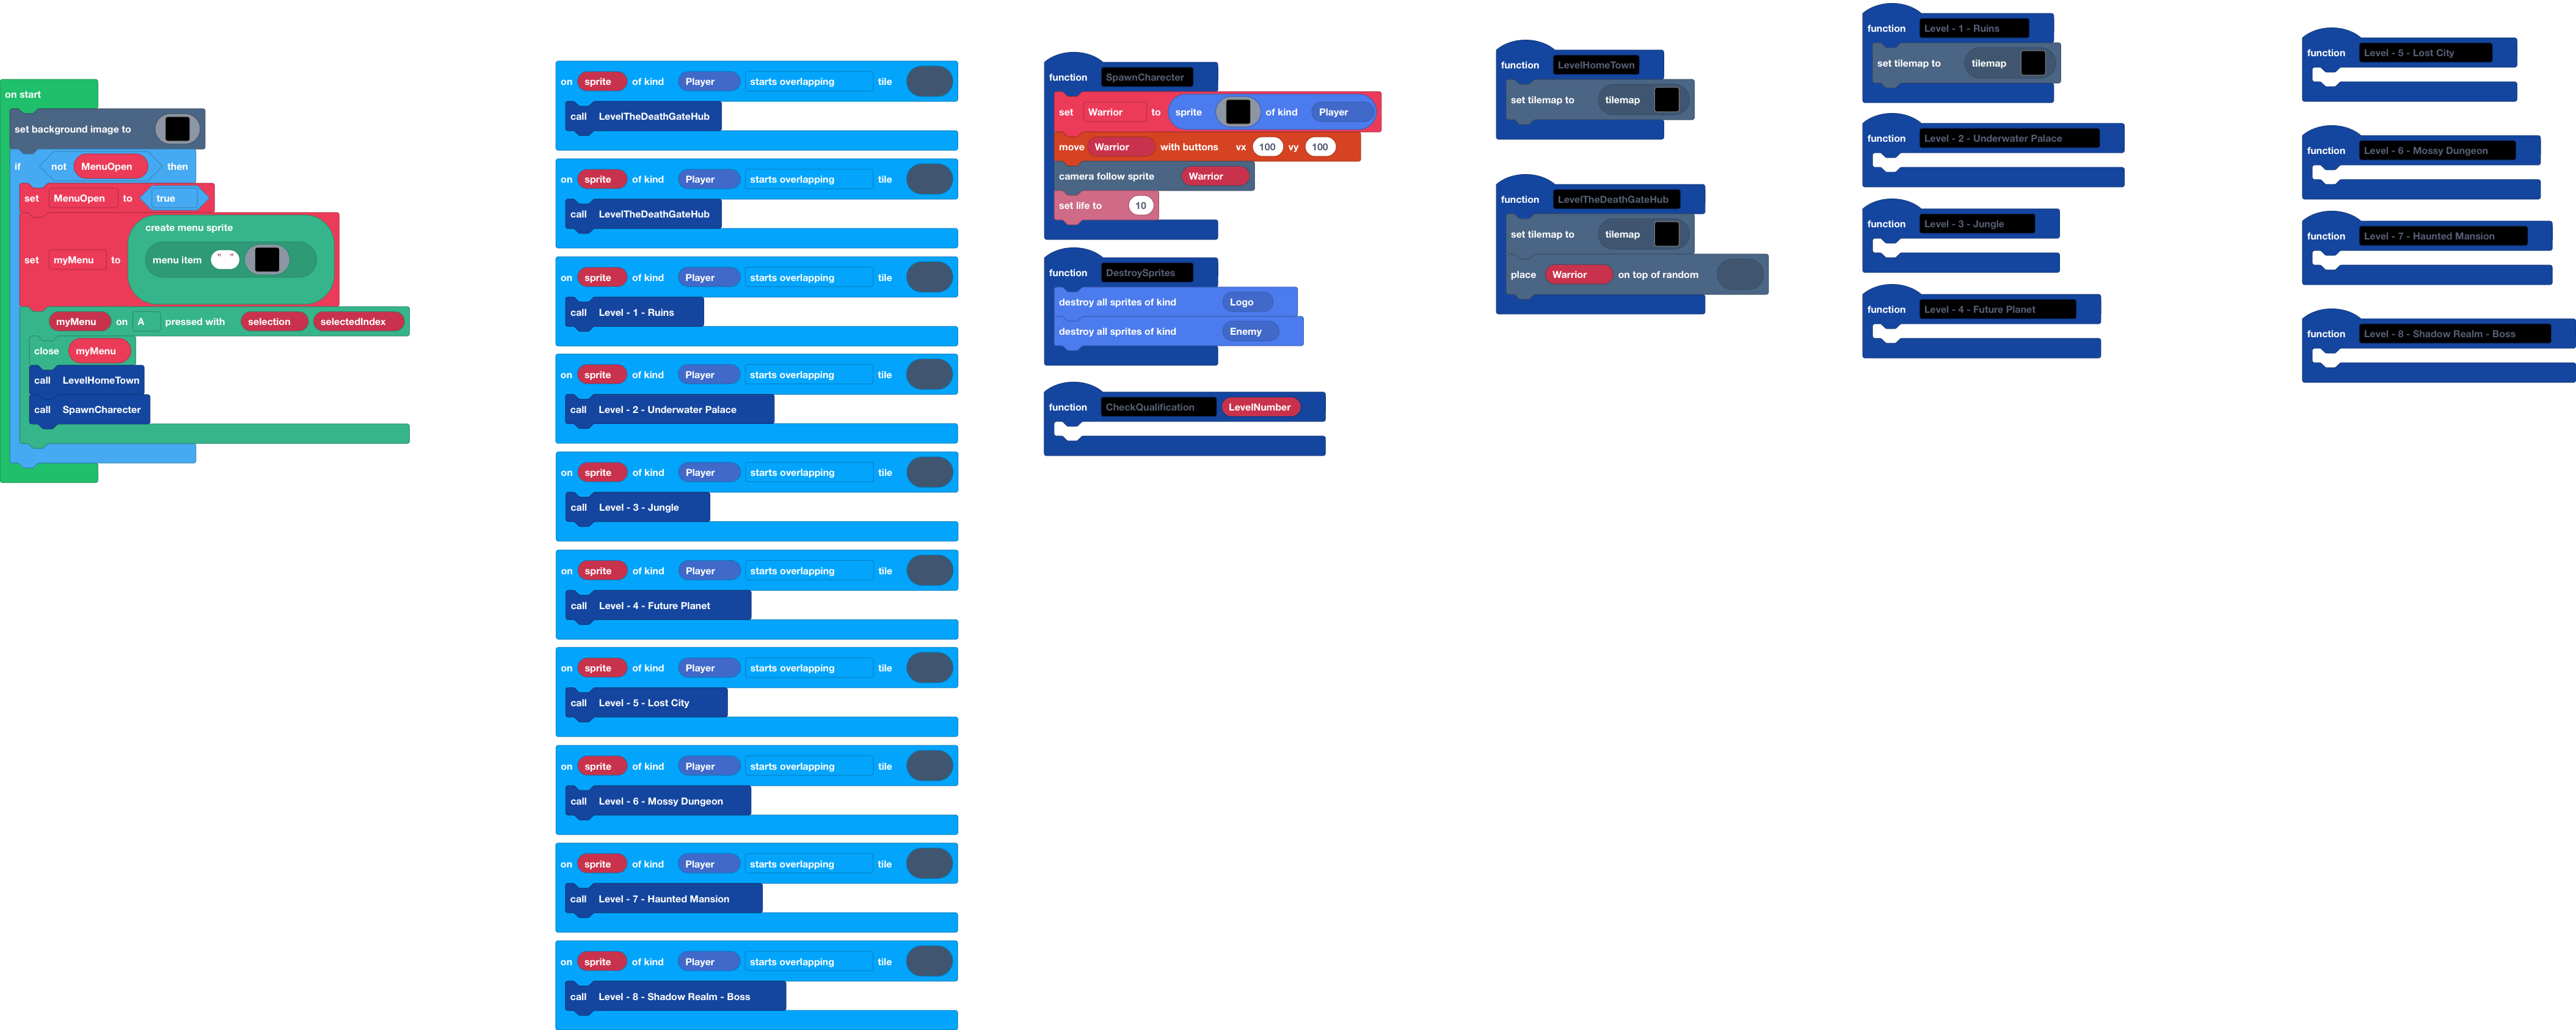 on start
set background image to
if not MenuOpen then
set MenuOpen to true
create menu sprite
set myMenu to menu item " "
myMenu on A pressed with selection selectedIndex
close myMenu
call LevelHomeTown
call SpawnCharecter
on sprite of kind Player starts overlapping tile
call LevelTheDeathGateHub
on sprite of kind Player starts overlapping tile
call LevelTheDeathGateHub
on sprite of kind Player starts overlapping tile
call Level - 1 - Ruins
on sprite of kind Player starts overlapping tile
call Level - 2 - Underwater Palace
on sprite of kind Player starts overlapping tile
call Level - 3 - Jungle
on sprite of kind Player starts overlapping tile
call Level - 4 - Future Planet
on sprite of kind Player starts overlapping tile
call Level - 5 - Lost City
on sprite of kind Player starts overlapping tile
call Level - 6 - Mossy Dungeon
on sprite of kind Player starts overlapping tile
call Level - 7 - Haunted Mansion
on sprite of kind Player starts overlapping tile
call Level - 8 - Shadow Realm - Boss
function SpawnCharecter
set Warrior to sprite of kind Player
move Warrior with buttons vx 100 vy 100
camera follow sprite Warrior
set life to 10
function DestroySprites
destroy all sprites of kind Logo
destroy all sprites of kind Enemy
function CheckQualification LevelNumber
function LevelHomeTown
set tilemap to tilemap
function LevelTheDeathGateHub
set tilemap to tilemap
place Warrior on top of random
function Level - 1 - Ruins
set tilemap to tilemap
function Level - 2 - Underwater Palace
function Level - 3 - Jungle
function Level - 4 - Future Planet
function Level - 5 - Lost City
function Level - 6 - Mossy Dungeon
function Level - 7 - Haunted Mansion
function Level - 8 - Shadow Realm - Boss